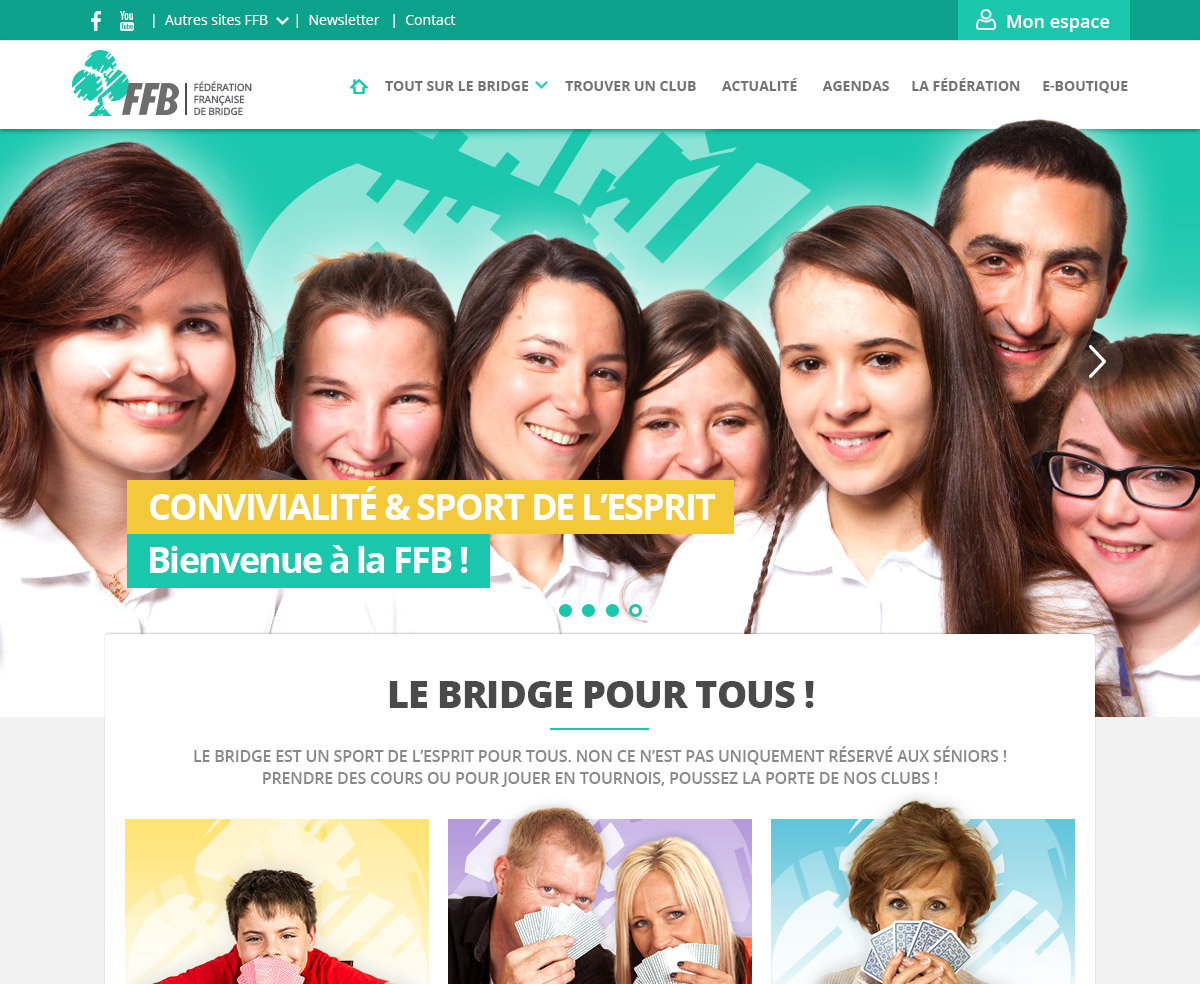 You
Tube
| Autres sites FFB | Newsletter | Contact
Mon espace
FFB
FÉDÉRATION
FRANÇAISE
DE BRIDGE
TOUT SUR LE BRIDGE TROUVER UN CLUB ACTUALITÉ AGENDAS LA FÉDÉRATION E-BOUTIQUE
CONVIVIALITÉ & SPORT DE L’ESPRIT
Bienvenue à la FFB !
LE BRIDGE POUR TOUS !
LE BRIDGE EST UN SPORT DE L’ESPRIT POUR TOUS. NON CE N’EST PAS UNIQUEMENT RÉSERVÉ AUX SÉNIORS !
PRENDRE DES COURS OU POUR JOUER EN TOURNOIS, POUSSEZ LA PORTE DE NOS CLUBS !